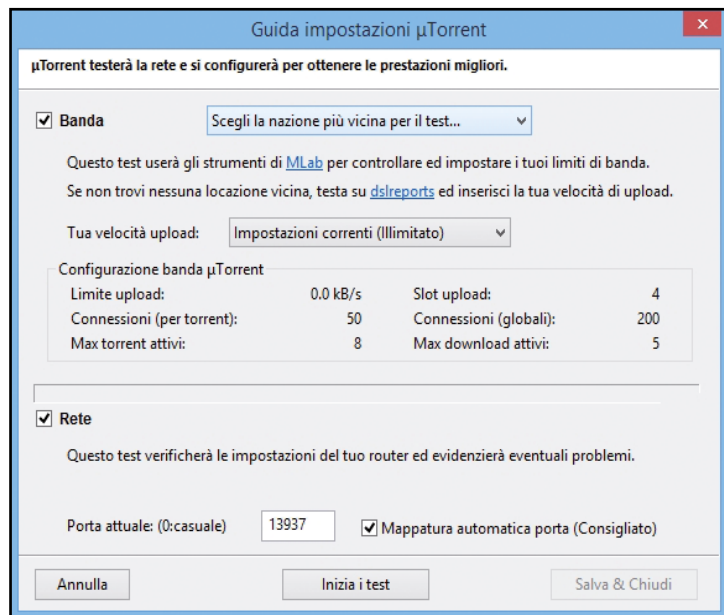 Guida impostazioni µTorrent
µTorrent testerà la rete e si configurerà per ottenere le prestazioni migliori.
Banda Scegli la nazione più vicina per il test...
Questo test userà gli strumenti di MLab per controllare ed impostare i tuoi limiti di banda.
Se non trovi nessuna locazione vicina, testa su dslreports ed inserisci la tua velocità di upload.
Tua velocità upload: Impostazioni correnti (Illimitato)
Configurazione banda µTorrent
Limite upload: 0.0 kB/s Slot upload: 4
Connessioni (per torrent): 50 Connessioni (globali): 200
Max torrent attivi: 8 Max download attivi: 5
Rete
Questo test verificherà le impostazioni del tuo router ed evidenzierà eventuali problemi.
Porta attuale: (0:casuale) 13937 Mappatura automatica porta (Consigliato)
Annulla Inizia i test Salva & Chiudi